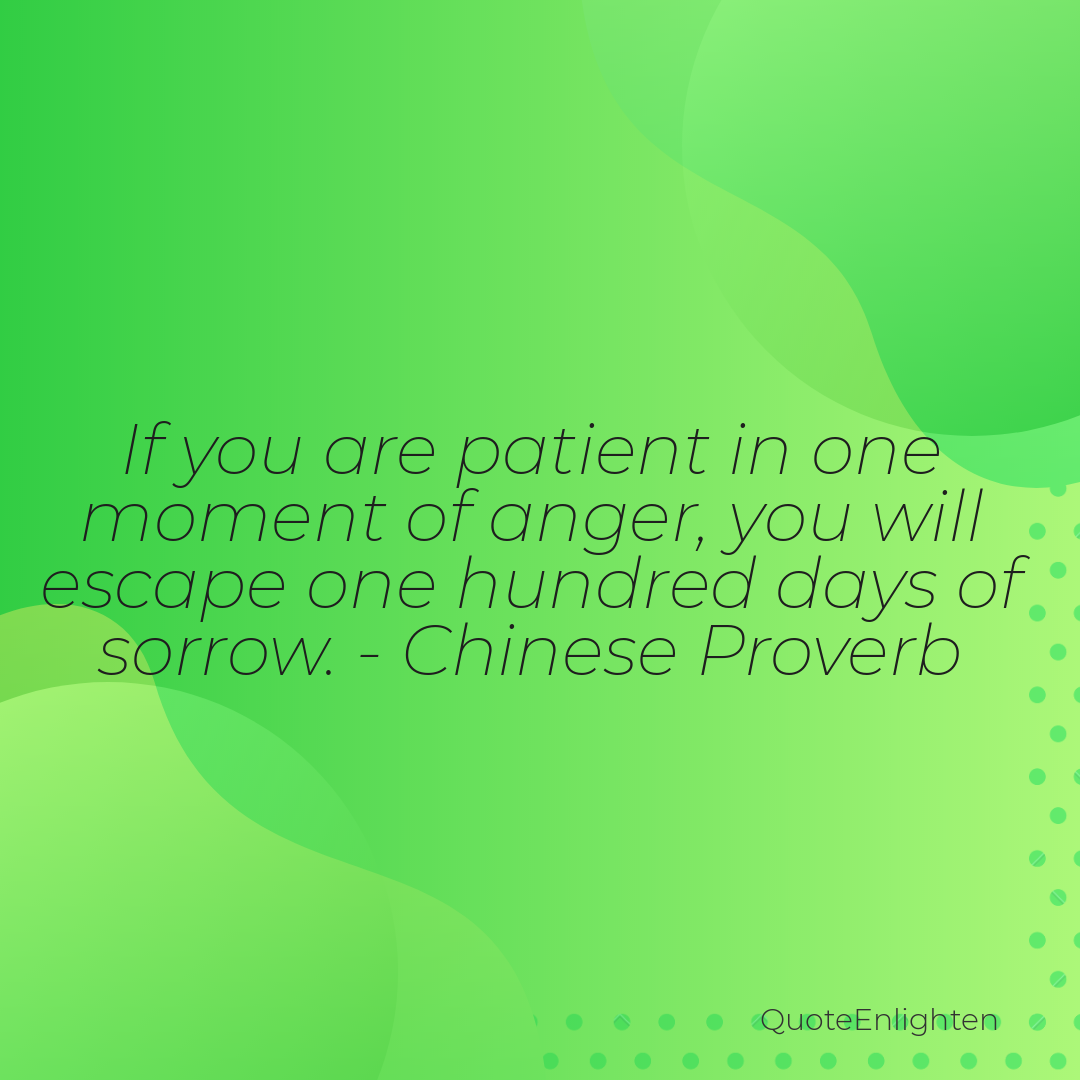 If you are patient in one
moment of anger, you will
escape one hundred days of
sorrow. - Chinese Proverb
QuoteEnlighten